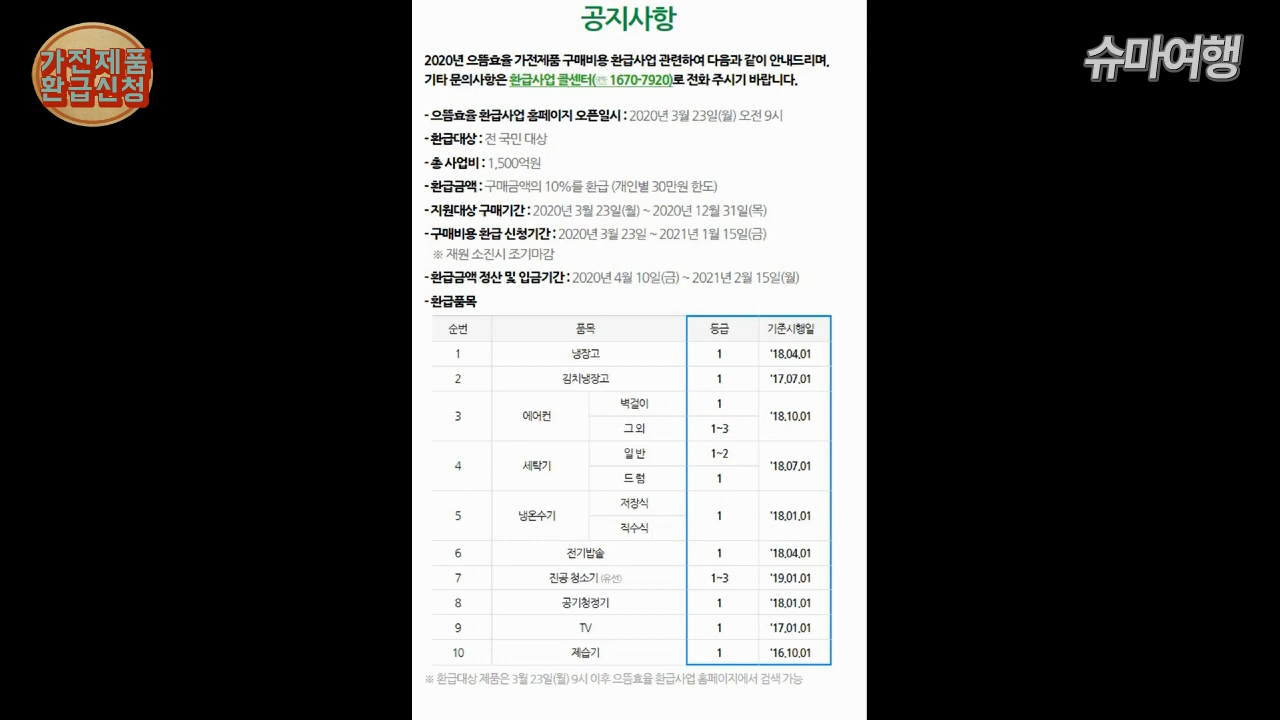 가전제품
환급신청
슈마여행
공지사항
2020년 으뜸효율 가전제품 구매비용 환급사업 관련하여 다음과 같이 안내드리며,
기타 문의사항은 환급사업 콜센터(☏ 1670-7920)로 전화 주시기 바랍니다.
- 으뜸효율 환급사업 홈페이지 오픈일시 : 2020년 3월 23일(월) 오전 9시
- 환급대상 : 전 국민 대상
- 총 사업비 : 1,500억원
- 환급금액 : 구매금액의 10%를 환급 (개인별 30만원 한도)
- 지원대상 구매기간 : 2020년 3월 23일(월) ~ 2020년 12월 31일(목)
- 구매비용 환급 신청기간 : 2020년 3월 23일 ~ 2021년 1월 15일(금)
※ 재원 소진시 조기마감
- 환급금액 정산 및 입금기간 : 2020년 4월 10일(금) ~ 2021년 2월 15일(월)
- 환급품목
순번 품목 등급 기준시행일
1 냉장고 1 '18.04.01
2 김치냉장고 1 '17.07.01
3 에어컨 벽걸이 1 '18.10.01
그 외 1~3
4 세탁기 일 반 1~2 '18.07.01
드 럼 1
5 냉온수기 저장식 1 '18.01.01
직수식
6 전기밥솥 1 '18.04.01
7 진공 청소기 (유선) 1~3 '19.01.01
8 공기청정기 1 '18.01.01
9 TV 1 '17.01.01
10 제습기 1 '16.10.01
※ 환급대상 제품은 3월 23일(월) 9시 이후 으뜸효율 환급사업 홈페이지에서 검색 가능